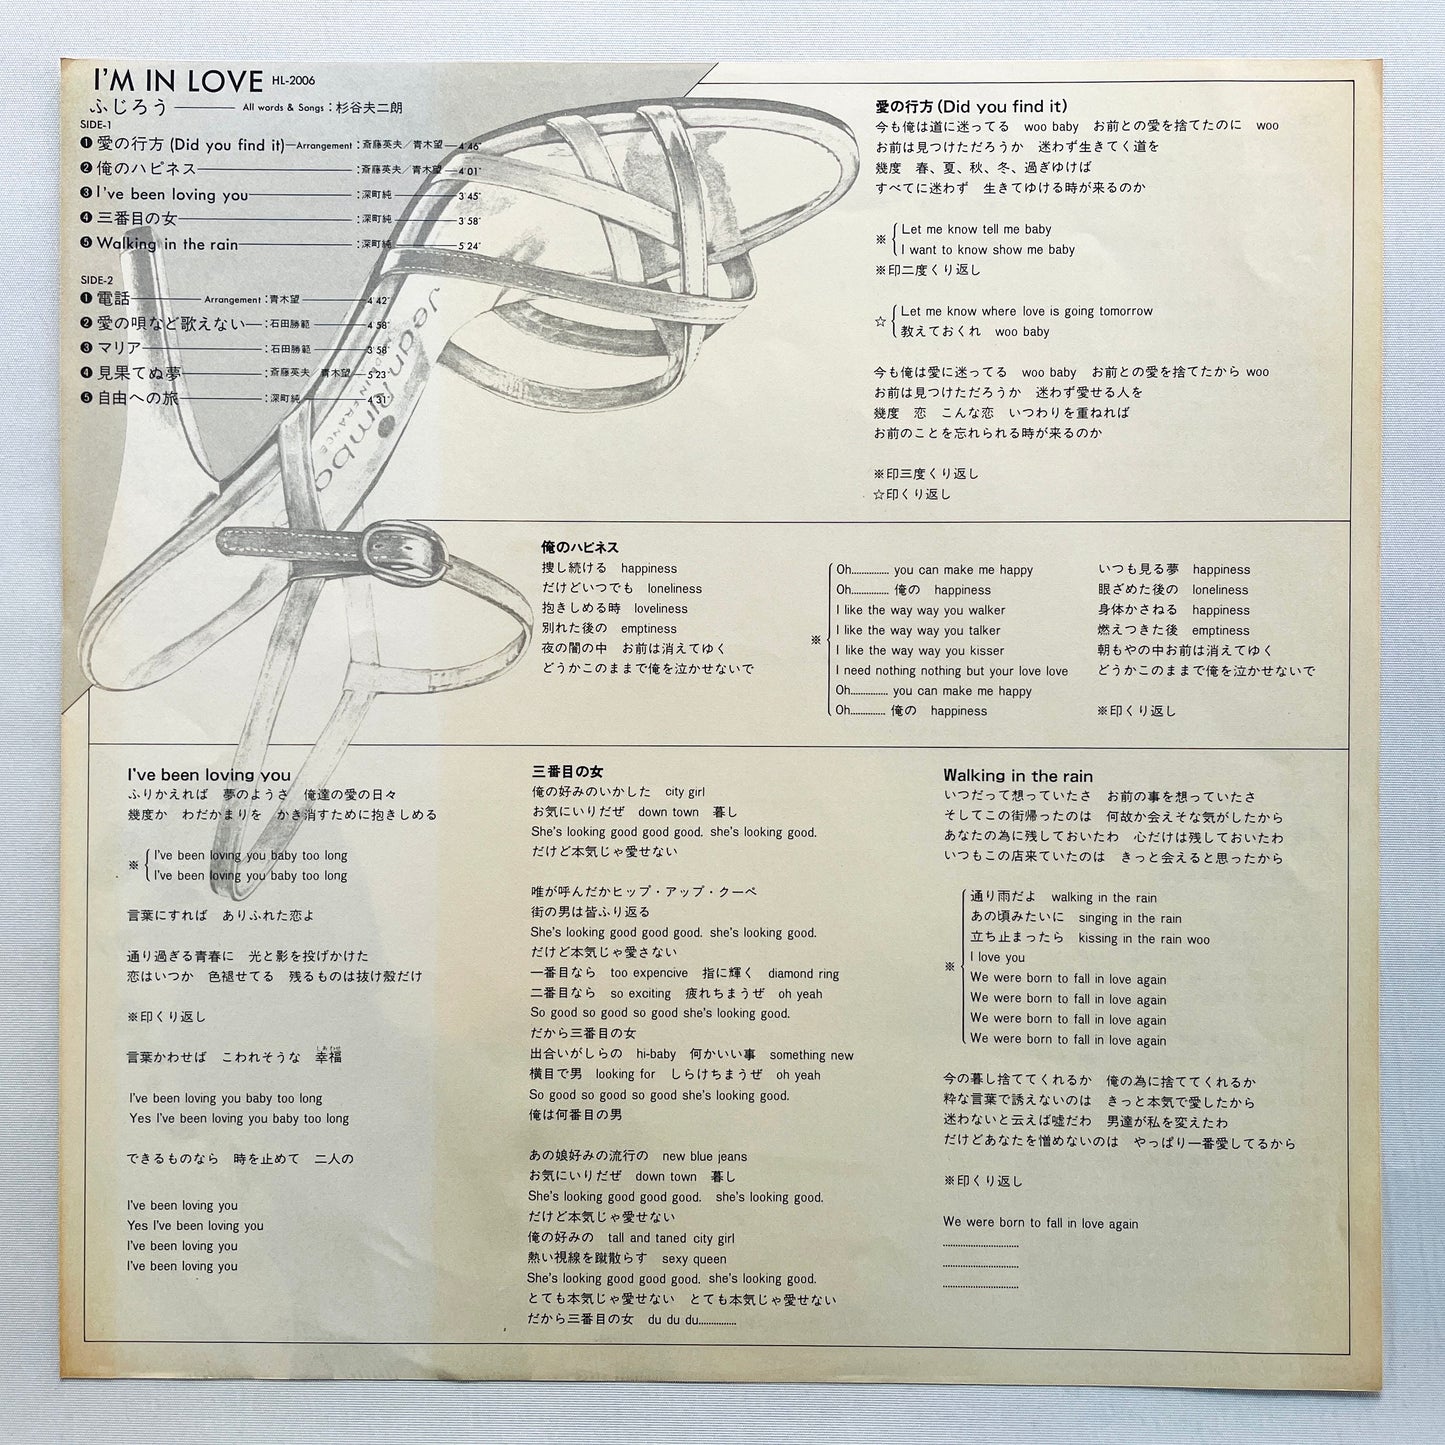 I'M IN LOVE HL-2006
ふじろう All words & Songs：杉谷夫二朗
SIDE-1
❶愛の行方(Did you find it)—Arrangement：斎藤英夫／青木望—4′46″
❷俺のハピネス—：斎藤英夫／青木望—4′01″
❸I've been loving you—：深町純—3′45″
❹三番目の女—：深町純—3′58″
❺Walking in the rain—：深町純—5′24″
SIDE-2
❶電話—Arrangement：青木望—4′42″
❷愛の唄など歌えない—：石田勝範—4′58″
❸マリア—：石田勝範—3′58″
❹見果てぬ夢—：斎藤英夫　青木望—5′23″
❺自由への旅—：深町純—4′31″
Jean Rimbo
MADE IN FRANCE
愛の行方(Did you find it)
今も俺は道に迷ってる　woo baby　お前との愛を捨てたのに　woo
お前は見つけただろうか　迷わず生きてく道を
幾度　春、夏、秋、冬、過ぎゆけば
すべてに迷わず　生きてゆける時が来るのか
※ Let me know tell me baby
I want to know show me baby
※印二度くり返し
☆ Let me know where love is going tomorrow
教えておくれ　woo baby
今も俺は愛に迷ってる　woo baby　お前との愛を捨てたから woo
お前は見つけただろうか　迷わず愛せる人を
幾度　恋　こんな恋　いつわりを重ねれば
お前のことを忘れられる時が来るのか
※印三度くり返し
☆印くり返し
俺のハピネス
捜し続ける　happiness
だけどいつでも　loneliness
抱きしめる時　loveliness
別れた後の　emptiness
夜の闇の中　お前は消えてゆく
どうかこのままで俺を泣かせないで
※ Oh............... you can make me happy
Oh............... 俺の　happiness
I like the way way you walker
I like the way way you talker
I like the way way you kisser
I need nothing nothing but your love love
Oh............... you can make me happy
Oh.............. 俺の　happiness
いつも見る夢　happiness
眼ざめた後の　loneliness
身体かさねる　happiness
燃えつきた後　emptiness
朝もやの中お前は消えてゆく
どうかこのままで俺を泣かせないで
※印くり返し
I've been loving you
ふりかえれば　夢のようさ　俺達の愛の日々
幾度か　わだかまりを　かき消すために抱きしめる
※ I've been loving you baby too long
I've been loving you baby too long
言葉にすれば　ありふれた恋よ
通り過ぎる青春に　光と影を投げかけた
恋はいつか　色褪せてる　残るものは抜け殻だけ
※印くり返し
言葉かわせば　こわれそうな　幸福(しあわせ)
I've been loving you baby too long
Yes I've been loving you baby too long
できるものなら　時を止めて　二人の
I've been loving you
Yes I've been loving you
I've been loving you
I've been loving you
三番目の女
俺の好みのいかした　city girl
お気にいりだぜ　down town　暮し
She's looking good good good. she's looking good.
だけど本気じゃ愛せない
唯が呼んだかヒップ・アップ・クーペ
街の男は皆ふり返る
She's looking good good good. she's looking good.
だけど本気じゃ愛さない
一番目なら　too expencive　指に輝く　diamond ring
二番目なら　so exciting　疲れちまうぜ　oh yeah
So good so good so good she's looking good.
だから三番目の女
出合いがしらの　hi-baby　何かいい事　something new
横目で男　looking for　しらけちまうぜ　oh yeah
So good so good so good she's looking good.
俺は何番目の男
あの娘好みの流行の　new blue jeans
お気にいりだぜ　down town　暮し
She's looking good good good. she's looking good.
だけど本気じゃ愛せない
俺の好みの　tall and taned city girl
熱い視線を蹴散らす　sexy queen
She's looking good good good. she's looking good.
とても本気じゃ愛せない　とても本気じゃ愛せない
だから三番目の女　du du du...............
Walking in the rain
いつだって想っていたさ　お前の事を想っていたさ
そしてこの街帰ったのは　何故か会えそな気がしたから
あなたの為に残しておいたわ　心だけは残しておいたわ
いつもこの店来ていたのは　きっと会えると思ったから
※ 通り雨だよ　walking in the rain
あの頃みたいに　singing in the rain
立ち止まったら　kissing in the rain woo
I love you
We were born to fall in love again
We were born to fall in love again
We were born to fall in love again
We were born to fall in love again
今の暮し捨ててくれるか　俺の為に捨ててくれるか
粋な言葉で誘えないのは　きっと本気で愛したから
迷わないと云えば嘘だわ　男達が私を変えたわ
だけどあなたを憎めないのは　やっぱり一番愛してるから
※印くり返し
We were born to fall in love again
..............................
..............................
..............................